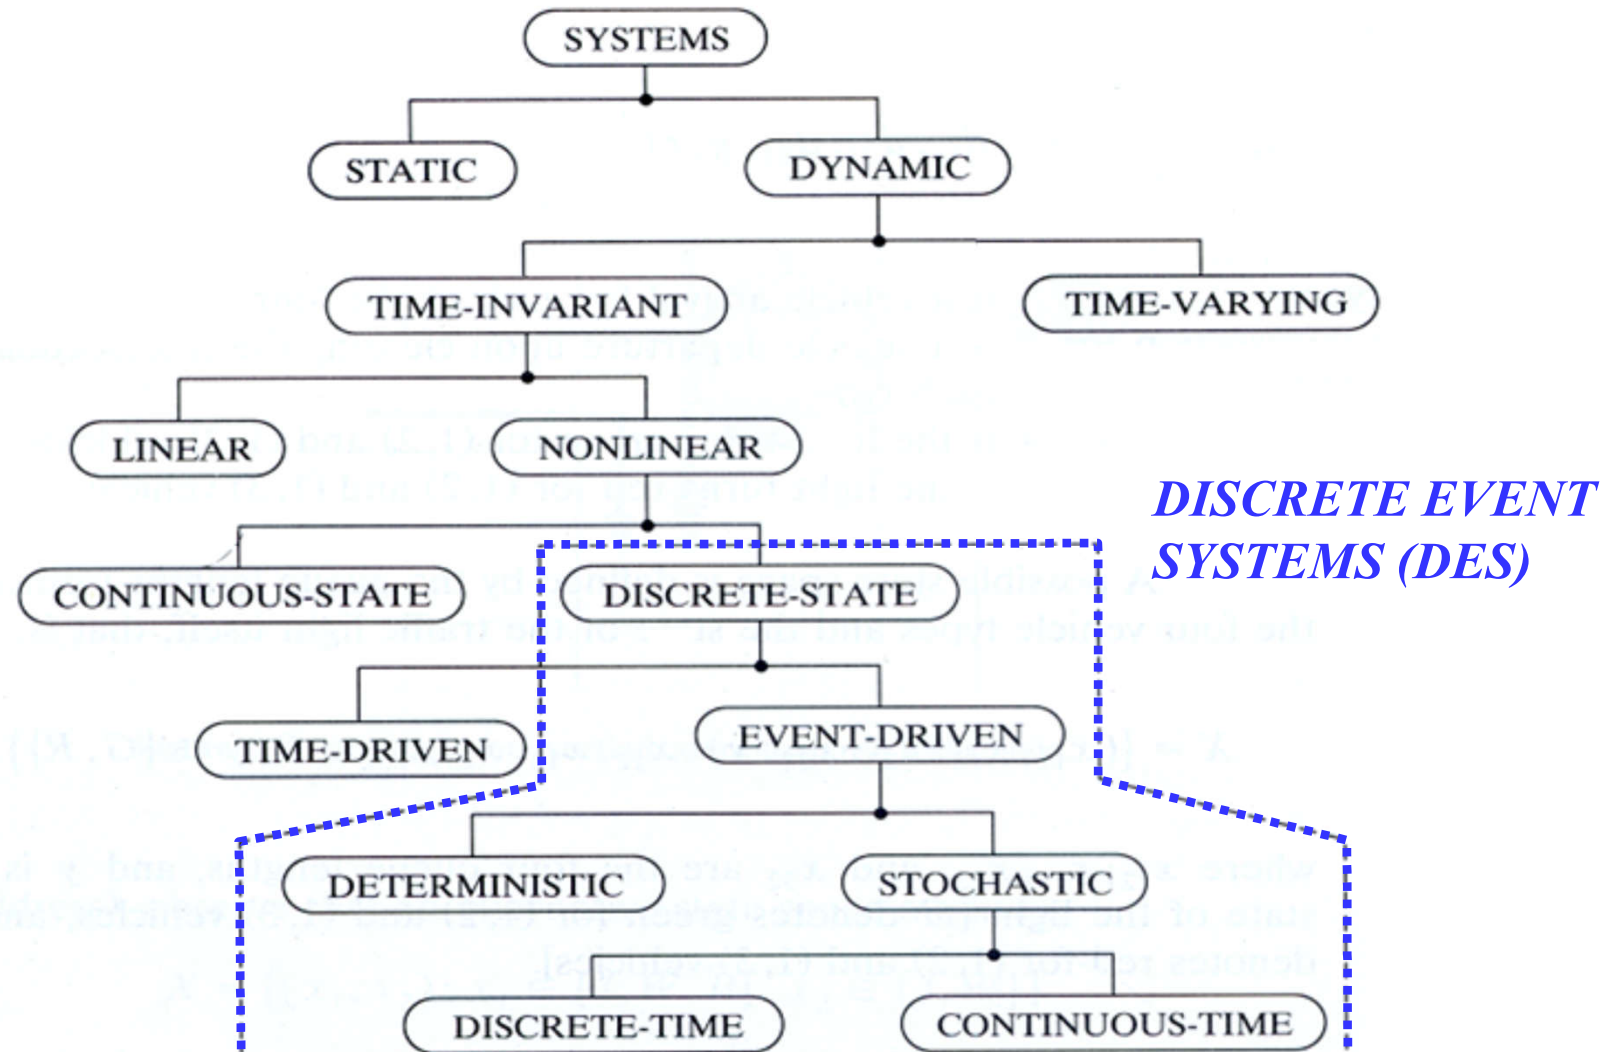 SYSTEMS
STATIC
DYNAMIC
TIME-INVARIANT
TIME-VARYING
LINEAR
NONLINEAR
DISCRETE EVENT
SYSTEMS (DES)
CONTINUOUS-STATE
DISCRETE-STATE
TIME-DRIVEN
EVENT-DRIVEN
DETERMINISTIC
STOCHASTIC
DISCRETE-TIME
CONTINUOUS-TIME